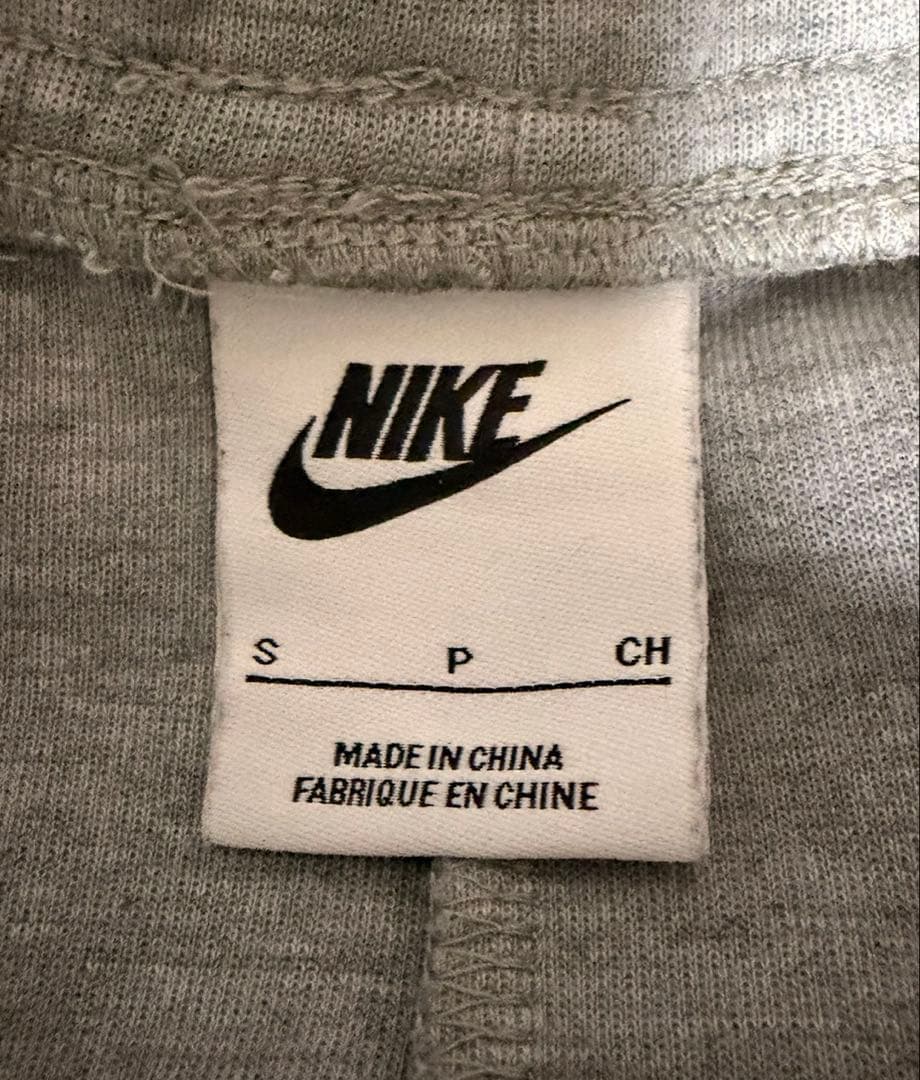 NIKE
S P CH
MADE IN CHINA
FABRIQUE EN CHINE